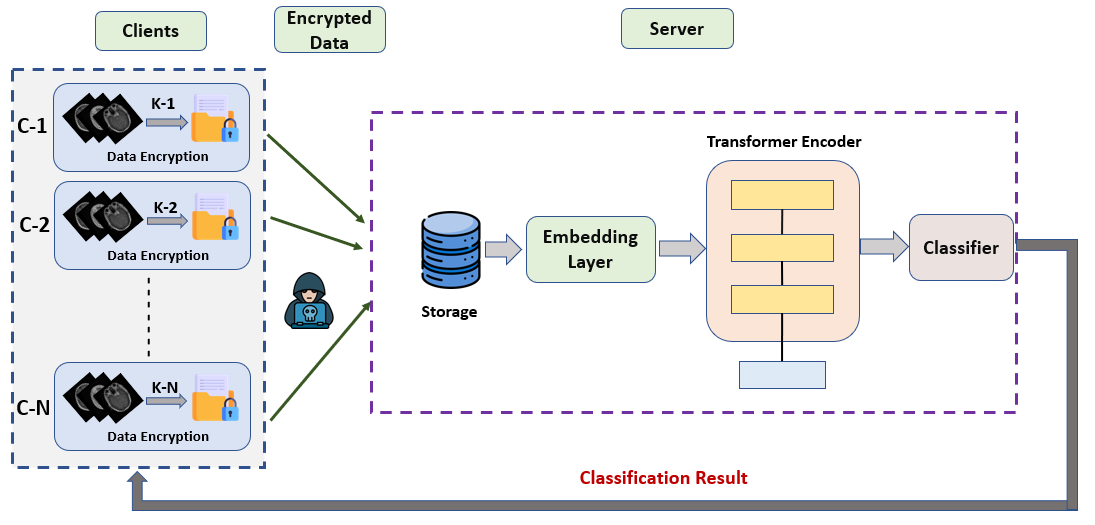 Clients
Encrypted
Data
Server
C-1
K-1
Data Encryption
C-2
K-2
Data Encryption
C-N
K-N
Data Encryption
Storage
Embedding
Layer
Transformer Encoder
Classifier
Classification Result